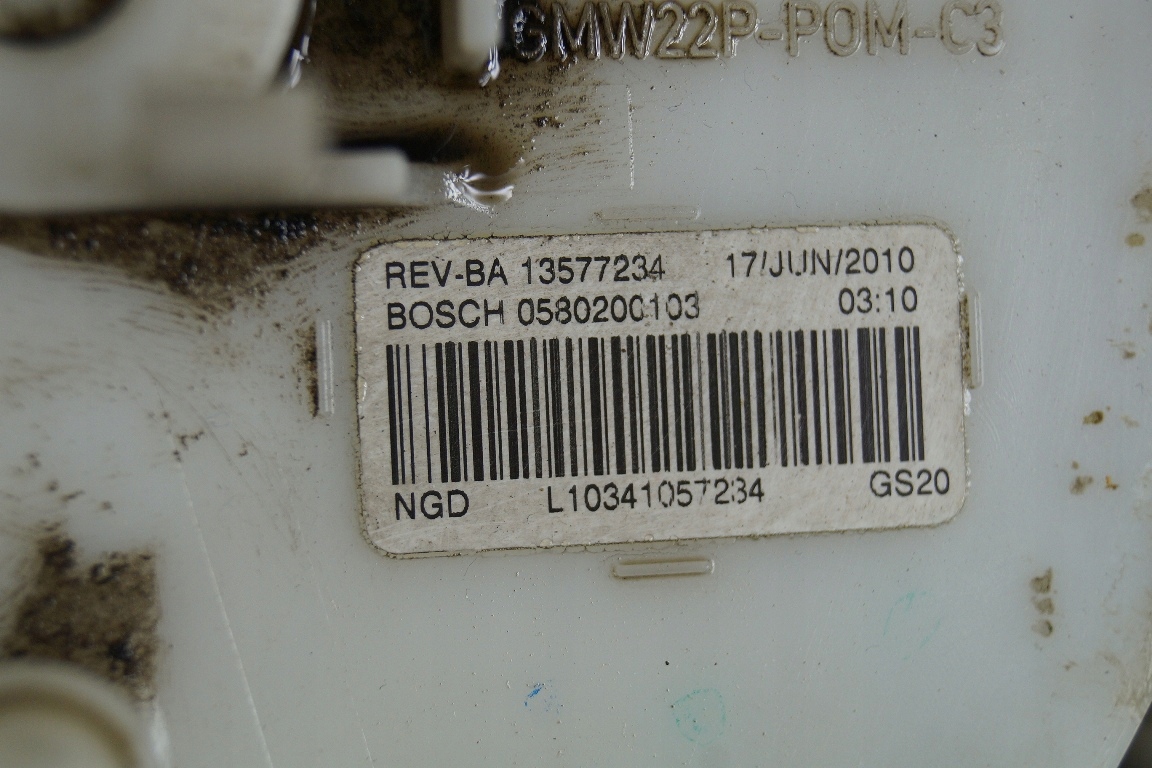 GMW22P-POM-C3
REV-BA 13577234 17/JUN/2010
BOSCH 0580200103 03:10
NGD L10341057234 GS20